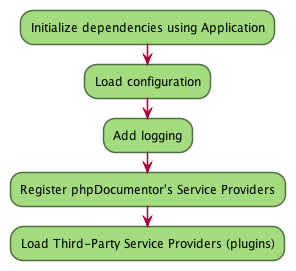 Initialize dependencies using Application
Load configuration
Add logging
Register phpDocumentor's Service Providers
Load Third-Party Service Providers (plugins)